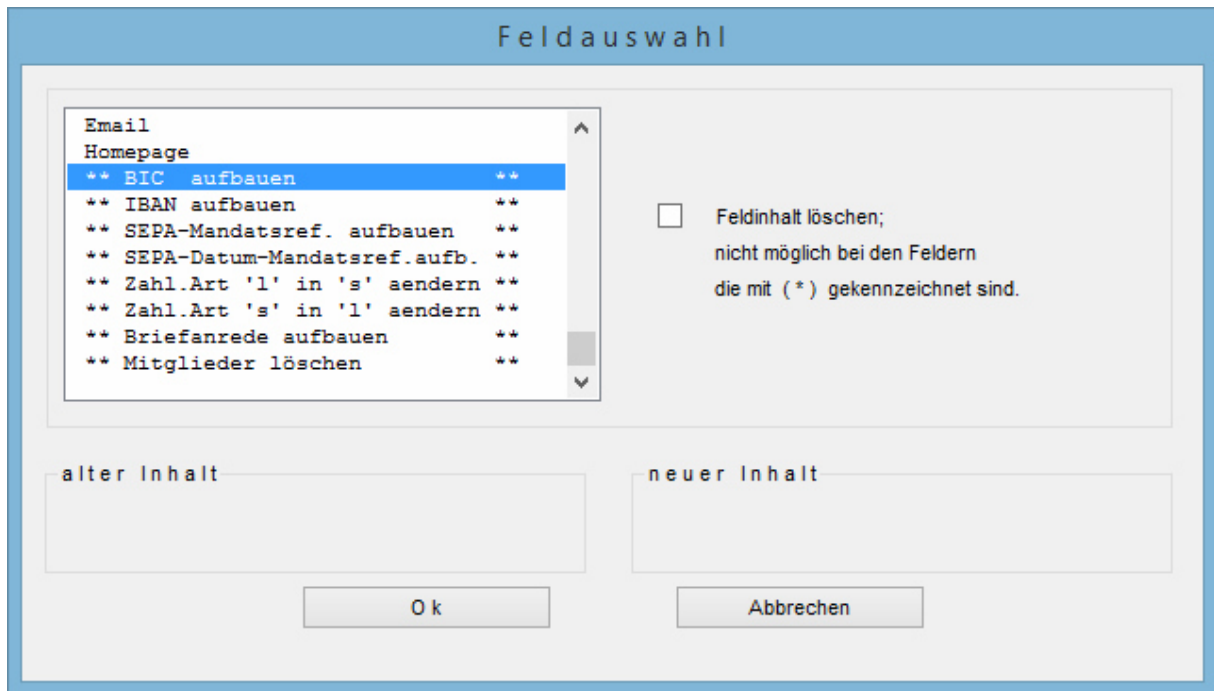 Feldauswahl
Email
Homepage
** BIC  aufbauen **
** IBAN aufbauen **
** SEPA-Mandatsref. aufbauen **
** SEPA-Datum-Mandatsref.aufb. **
** Zahl.Art 'l' in 's' aendern **
** Zahl.Art 's' in 'l' aendern **
** Briefanrede aufbauen **
** Mitglieder löschen **
Feldinhalt löschen;
nicht möglich bei den Feldern
die mit (*) gekennzeichnet sind.
alter Inhalt
neuer Inhalt
Ok
Abbrechen